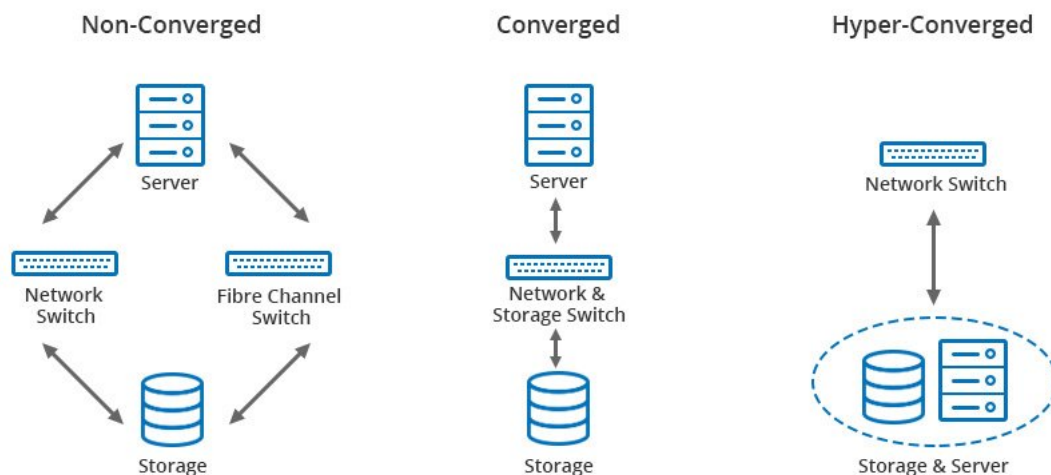 Non-Converged
Converged
Hyper-Converged
Server
Network
Switch
Fibre Channel
Switch
Storage
Server
Network &
Storage Switch
Storage
Network Switch
Storage & Server